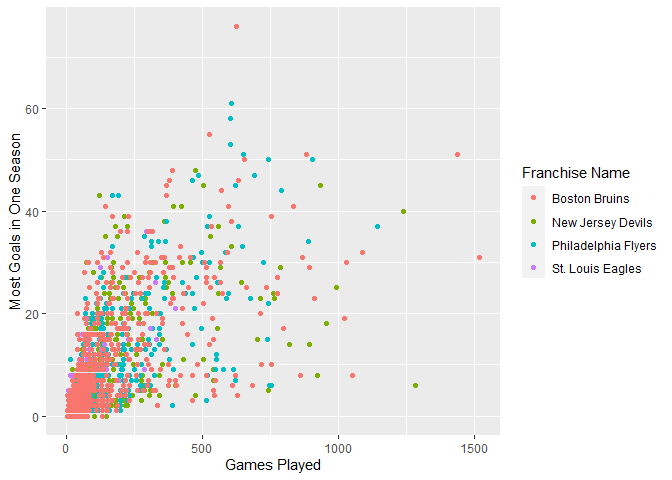 60
40
20
0
Most Goals in One Season
0
500
1000
1500
Games Played
Franchise Name
Boston Bruins
New Jersey Devils
Philadelphia Flyers
St. Louis Eagles